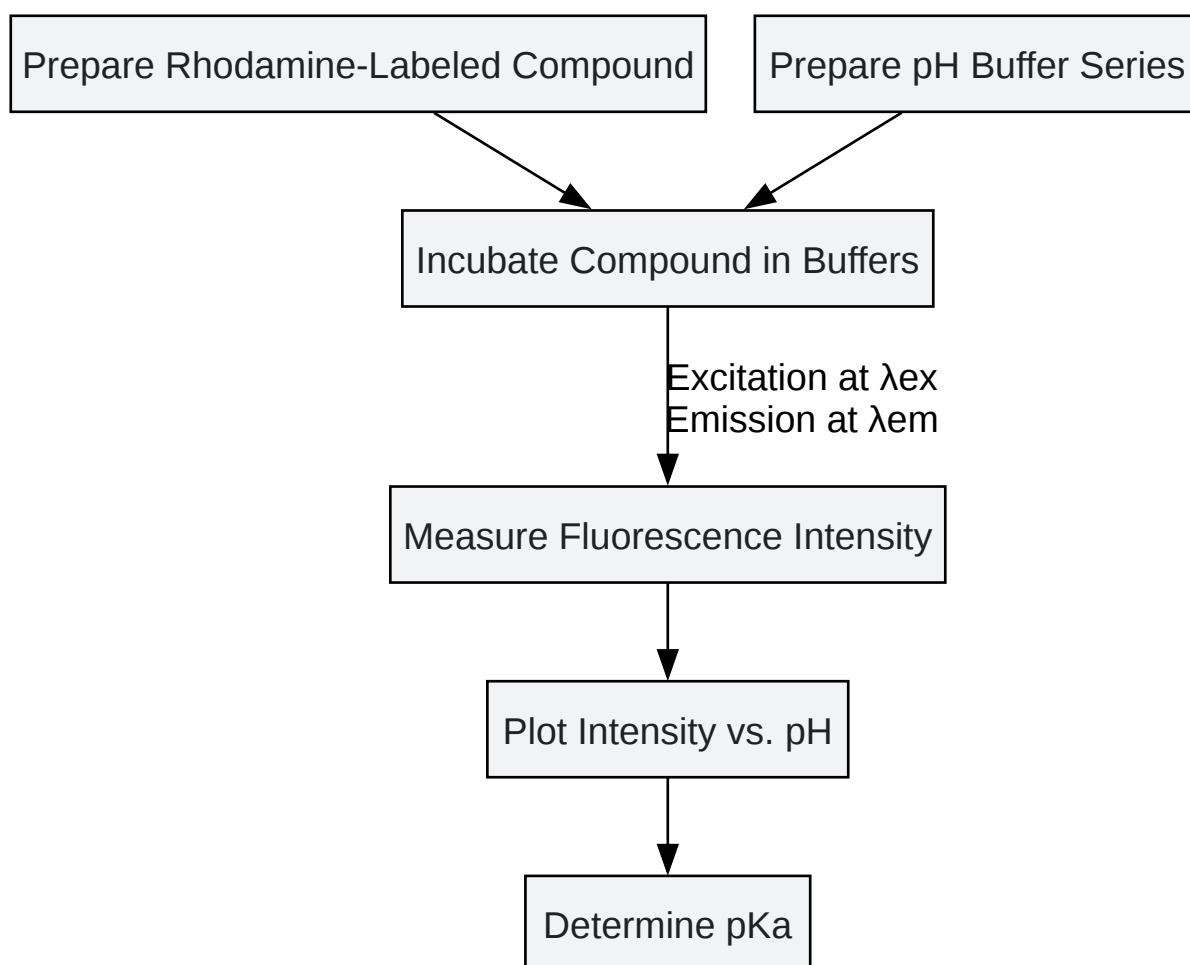 Prepare Rhodamine-Labeled Compound
Prepare pH Buffer Series
Incubate Compound in Buffers
Excitation at λex
Emission at λem
Measure Fluorescence Intensity
Plot Intensity vs. pH
Determine pKa